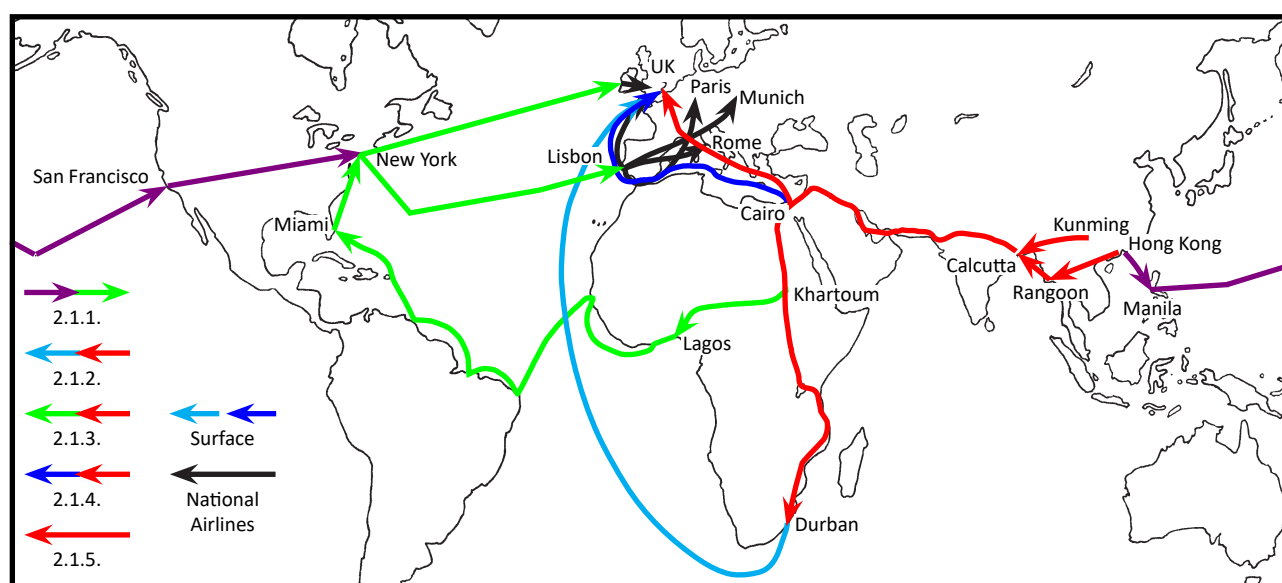 UK
Paris
Munich
Rome
Lisbon
New York
San Francisco
Miami
Cairo
Kunming
Hong Kong
Calcutta
Rangoon
Manila
Khartoum
Lagos
Durban
2.1.1.
2.1.2.
2.1.3.
2.1.4.
2.1.5.
Surface
National
Airlines